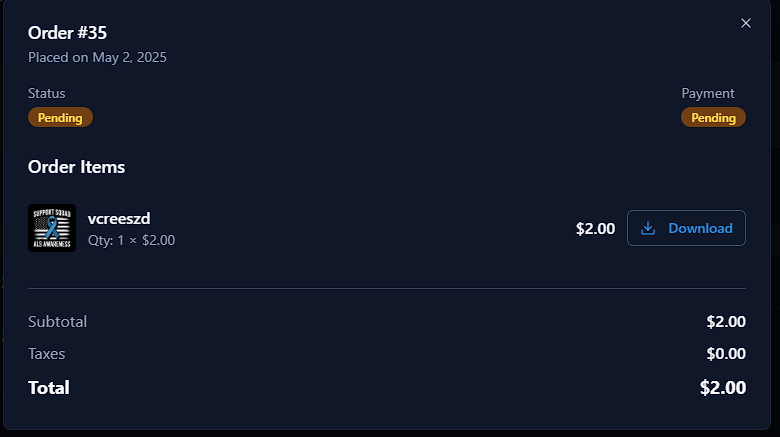 Order #35
Placed on May 2, 2025
Status
Payment
Pending
Pending
Order Items
SUPPORT SQUAD
ALS AWARENESS
vcreeszd
Qty: 1 × $2.00
$2.00
Download
Subtotal
$2.00
Taxes
$0.00
Total
$2.00